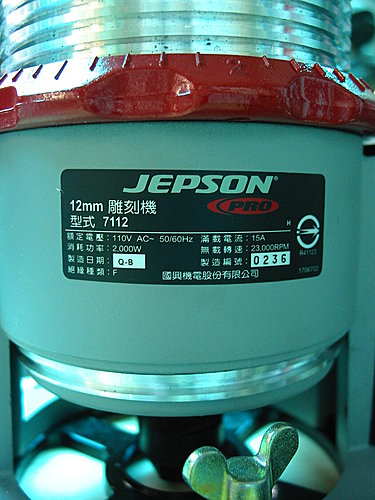 JEPSON®
PRO
12mm 雕刻機
型式 7112
H
額定電壓：110V AC~ 50/60Hz 滿載電流：15A
消耗功率：2,000W 無載轉速：23,000RPM
製造日期：Q-B 製造編號：0236
絕緣種類：F 國興機電股份有限公司
R41123
1706702